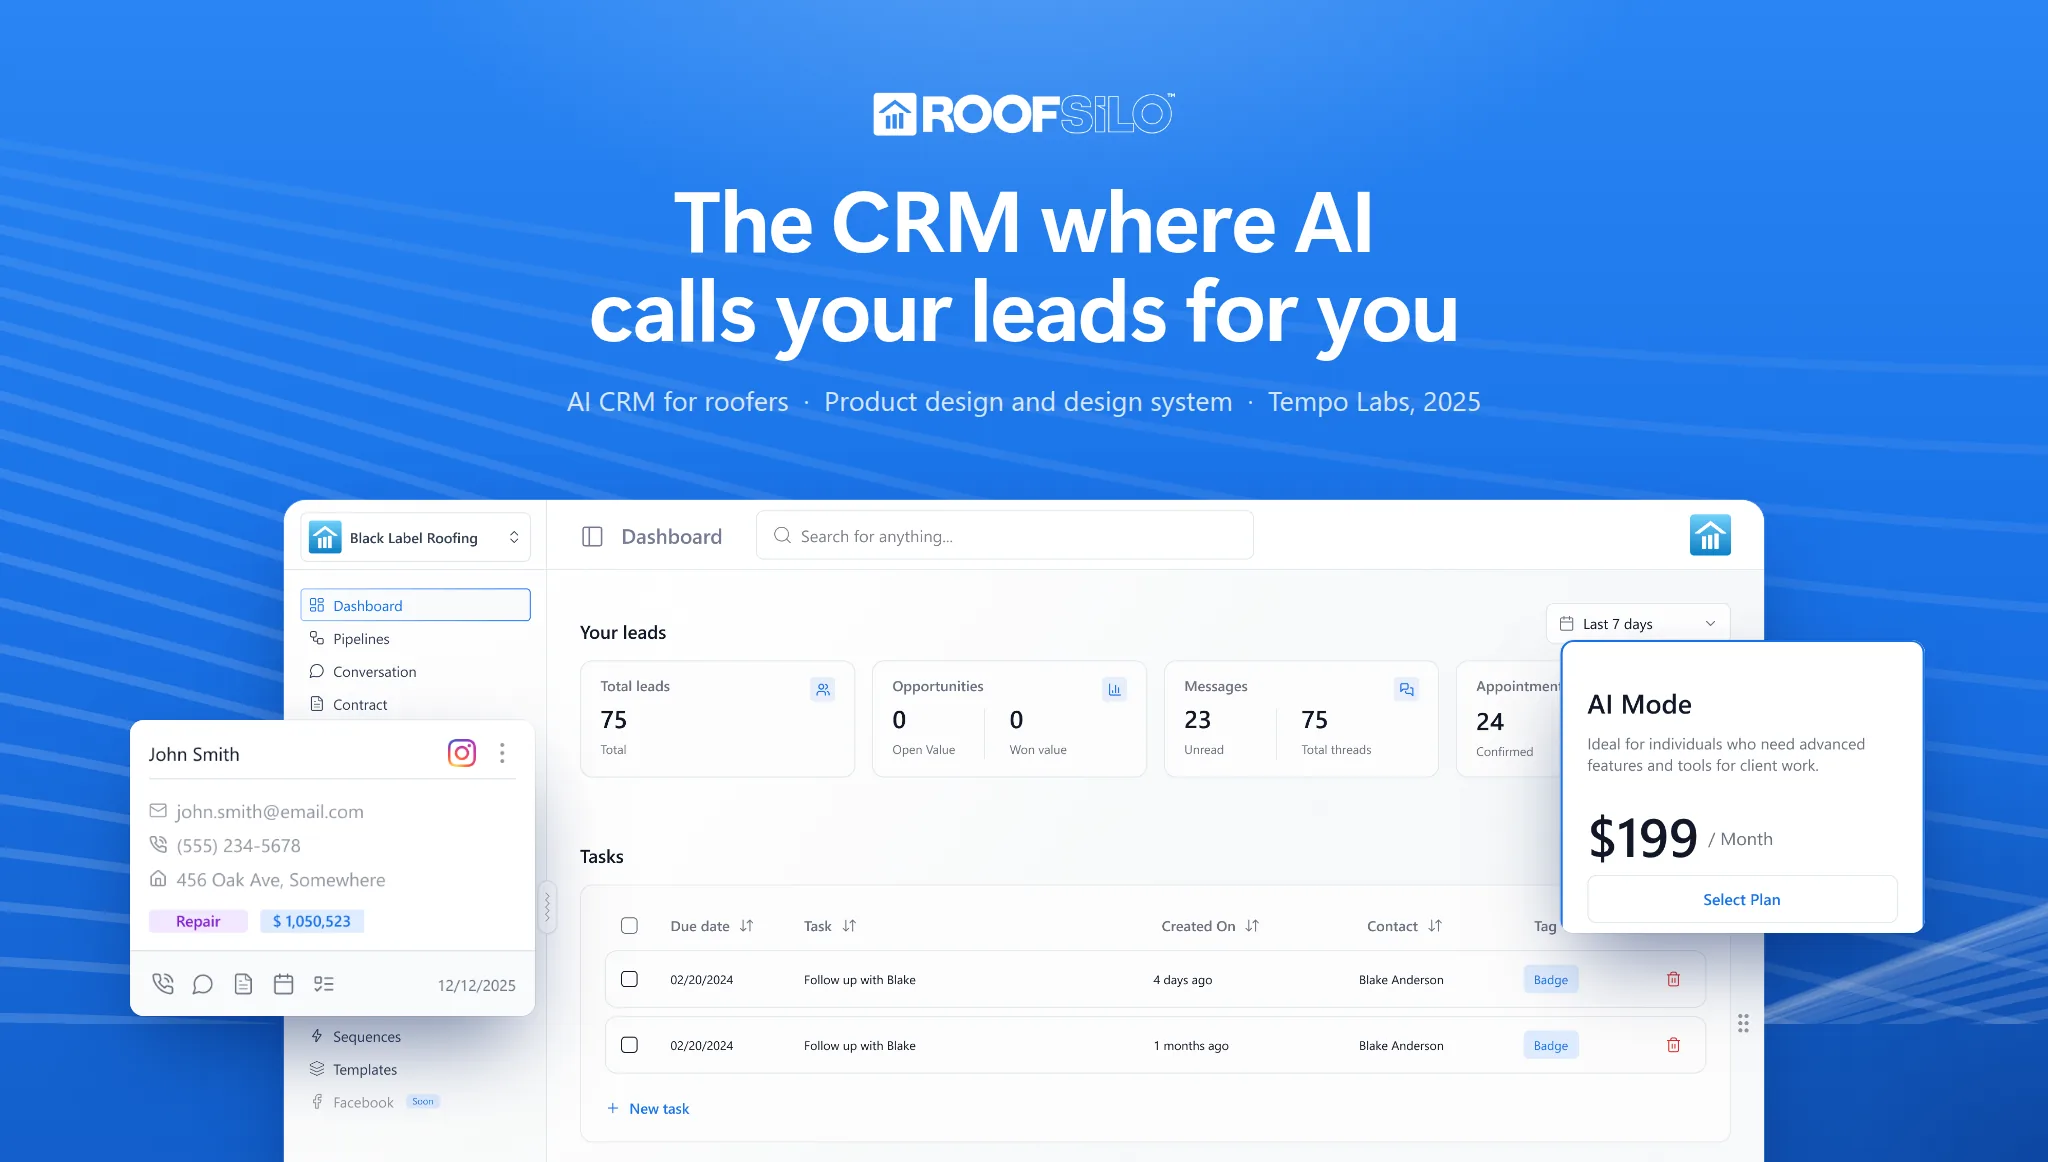 ROOFSILO™
The CRM where AI
calls your leads for you
AI CRM for roofers · Product design and design system · Tempo Labs, 2025
Black Label Roofing
Dashboard
Search for anything...
Dashboard
Pipelines
Conversation
Contract
Your leads
Last 7 days
Total leads
75
Total
Opportunities
0
Open Value
0
Won value
Messages
23
Unread
75
Total threads
24
Confirmed
AI Mode
Ideal for individuals who need advanced
features and tools for client work.
$199 / Month
Select Plan
John Smith
john.smith@email.com
(555) 234-5678
456 Oak Ave, Somewhere
Repair $ 1,050,523
12/12/2025
Sequences
Templates
Facebook Soon
Tasks
Due date Task Created On Contact Tag
02/20/2024 Follow up with Blake 4 days ago Blake Anderson Badge
02/20/2024 Follow up with Blake 1 months ago Blake Anderson Badge
+ New task